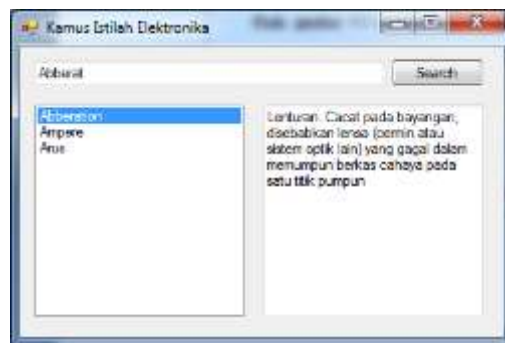 Kamus Istilah Elektronika
Abberat
Search
Abberation
Ampere
Arus
Lenturan. Cacat pada bayangan,
disebabkan lensa (cermin atau
sistem optik lain) yang gagal dalam
memumpun berkas cahaya pada
satu titik pumpun